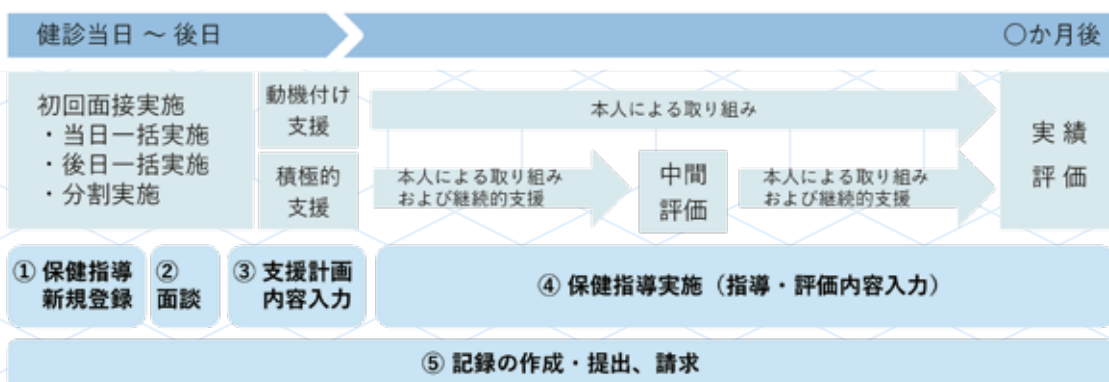 健診当日 ～ 後日
〇か月後
初回面接実施
・当日一括実施
・後日一括実施
・分割実施
動機付け
支援
積極的
支援
本人による取り組み
本人による取り組み
および継続的支援
中間
評価
本人による取り組み
および継続的支援
実績
評価
① 保健指導
新規登録
②
面談
③ 支援計画
内容入力
④ 保健指導実施（指導・評価内容入力）
⑤ 記録の作成・提出、請求